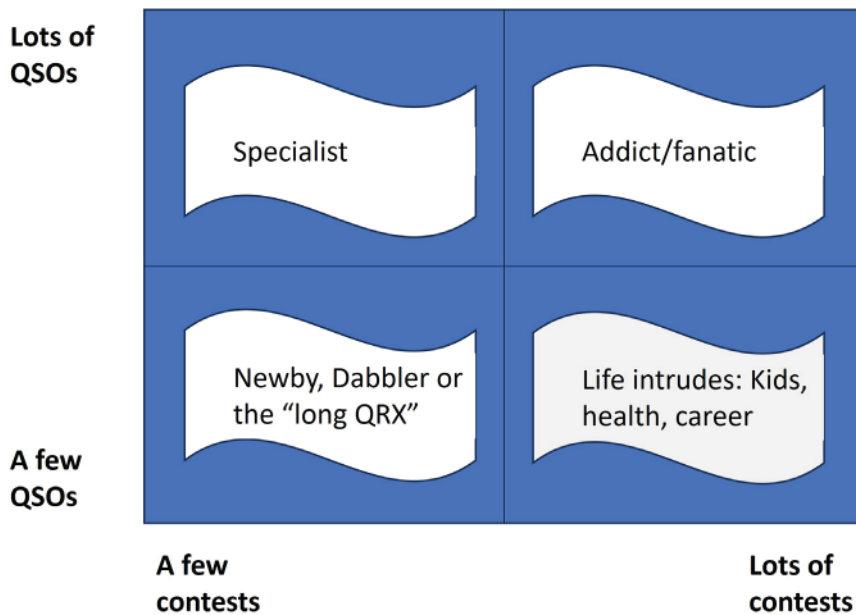 Lots of
QSOs
Specialist
Addict/fanatic
Newby, Dabbler or
the “long QRX”
Life intrudes: Kids,
health, career
A few
QSOs
A few
contests
Lots of
contests